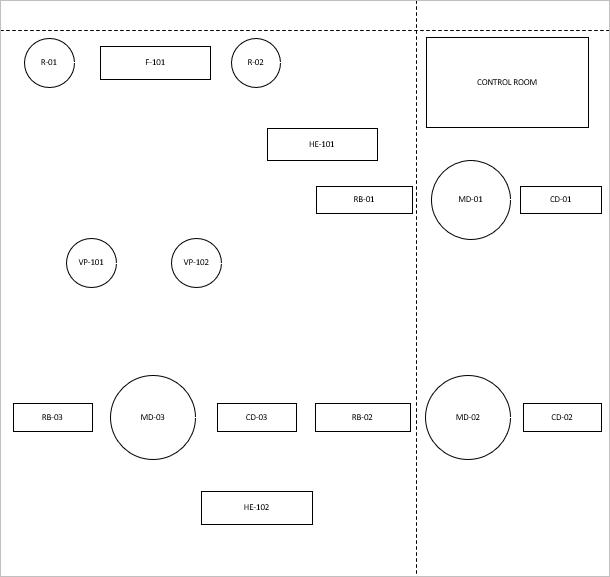 R-01
F-101
R-02
CONTROL ROOM
HE-101
RB-01
MD-01
CD-01
VP-101
VP-102
RB-03
MD-03
CD-03
RB-02
MD-02
CD-02
HE-102